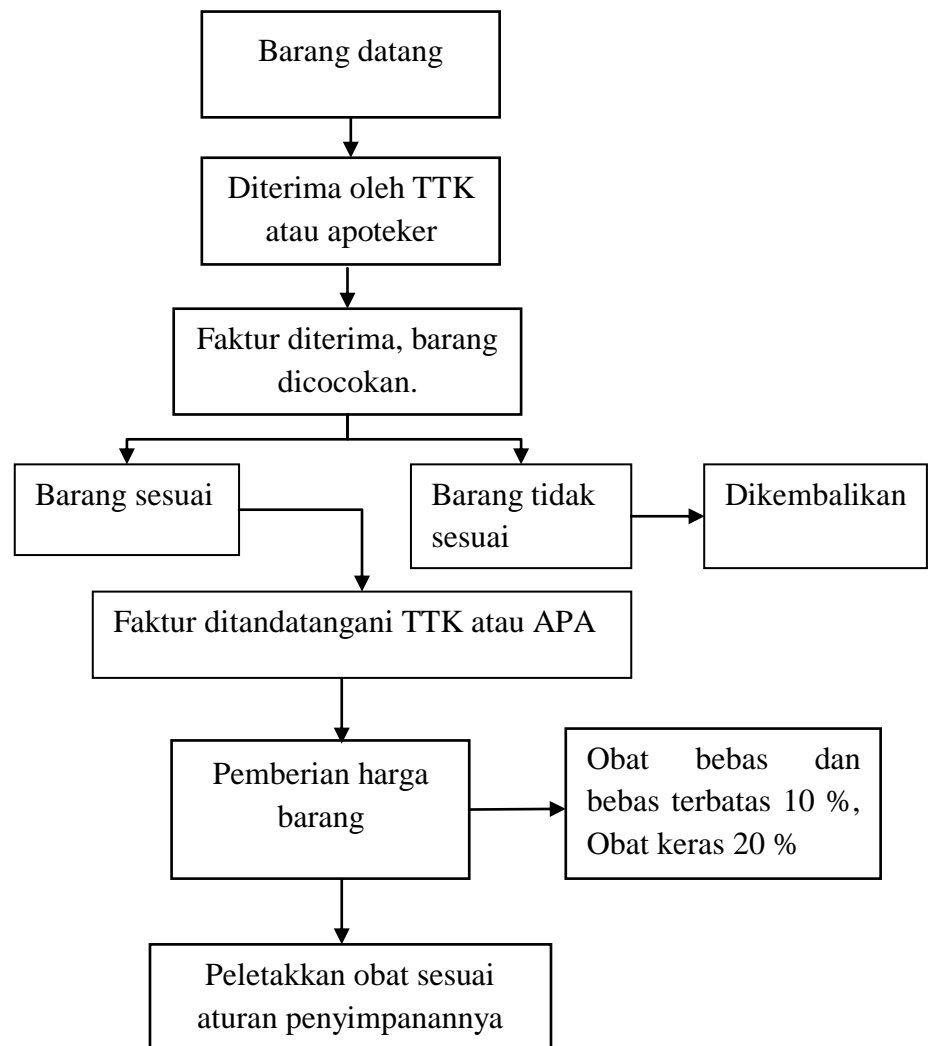 Barang datang
Diterima oleh TTK
atau apoteker
Faktur diterima, barang
dicocokan.
Barang sesuai
Barang tidak
sesuai
Dikembalikan
Faktur ditandatangani TTK atau APA
Pemberian harga
barang
Obat bebas dan
bebas terbatas 10 %,
Obat keras 20 %
Peletakkan obat sesuai
aturan penyimpanannya